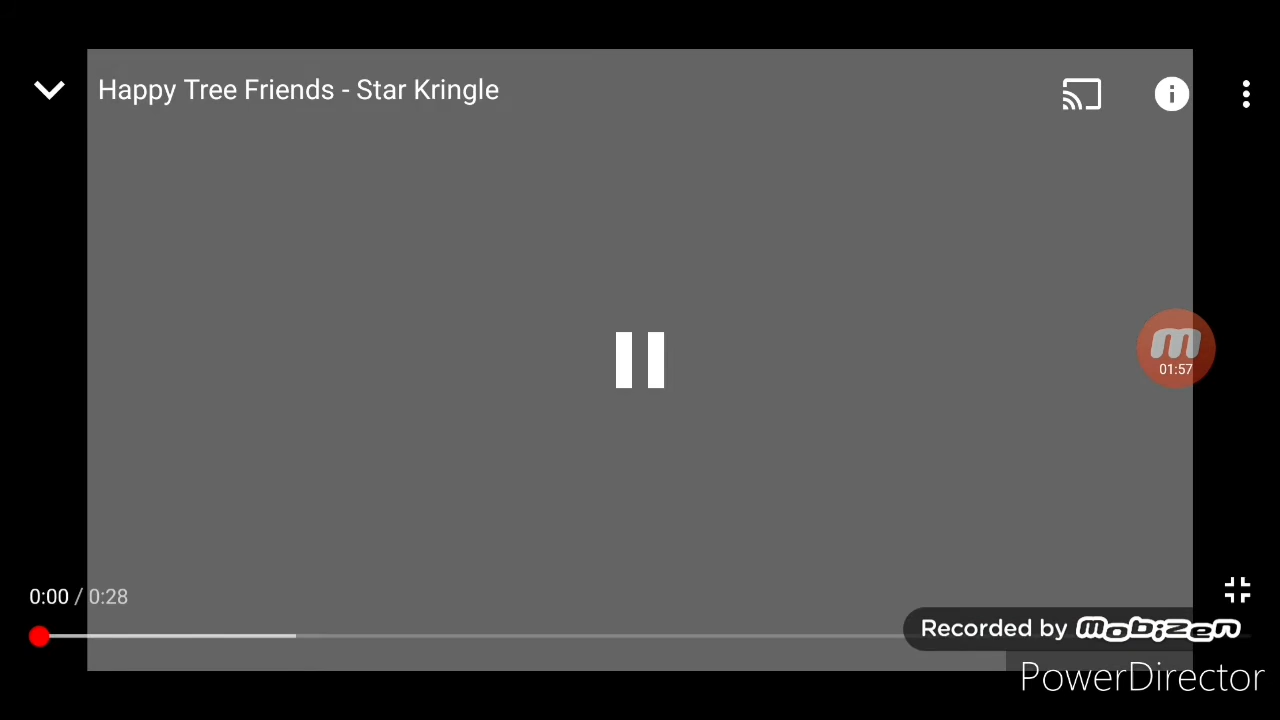 Happy Tree Friends - Star Kringle
01:57
0:00 / 0:28
Recorded by mobizen
PowerDirector